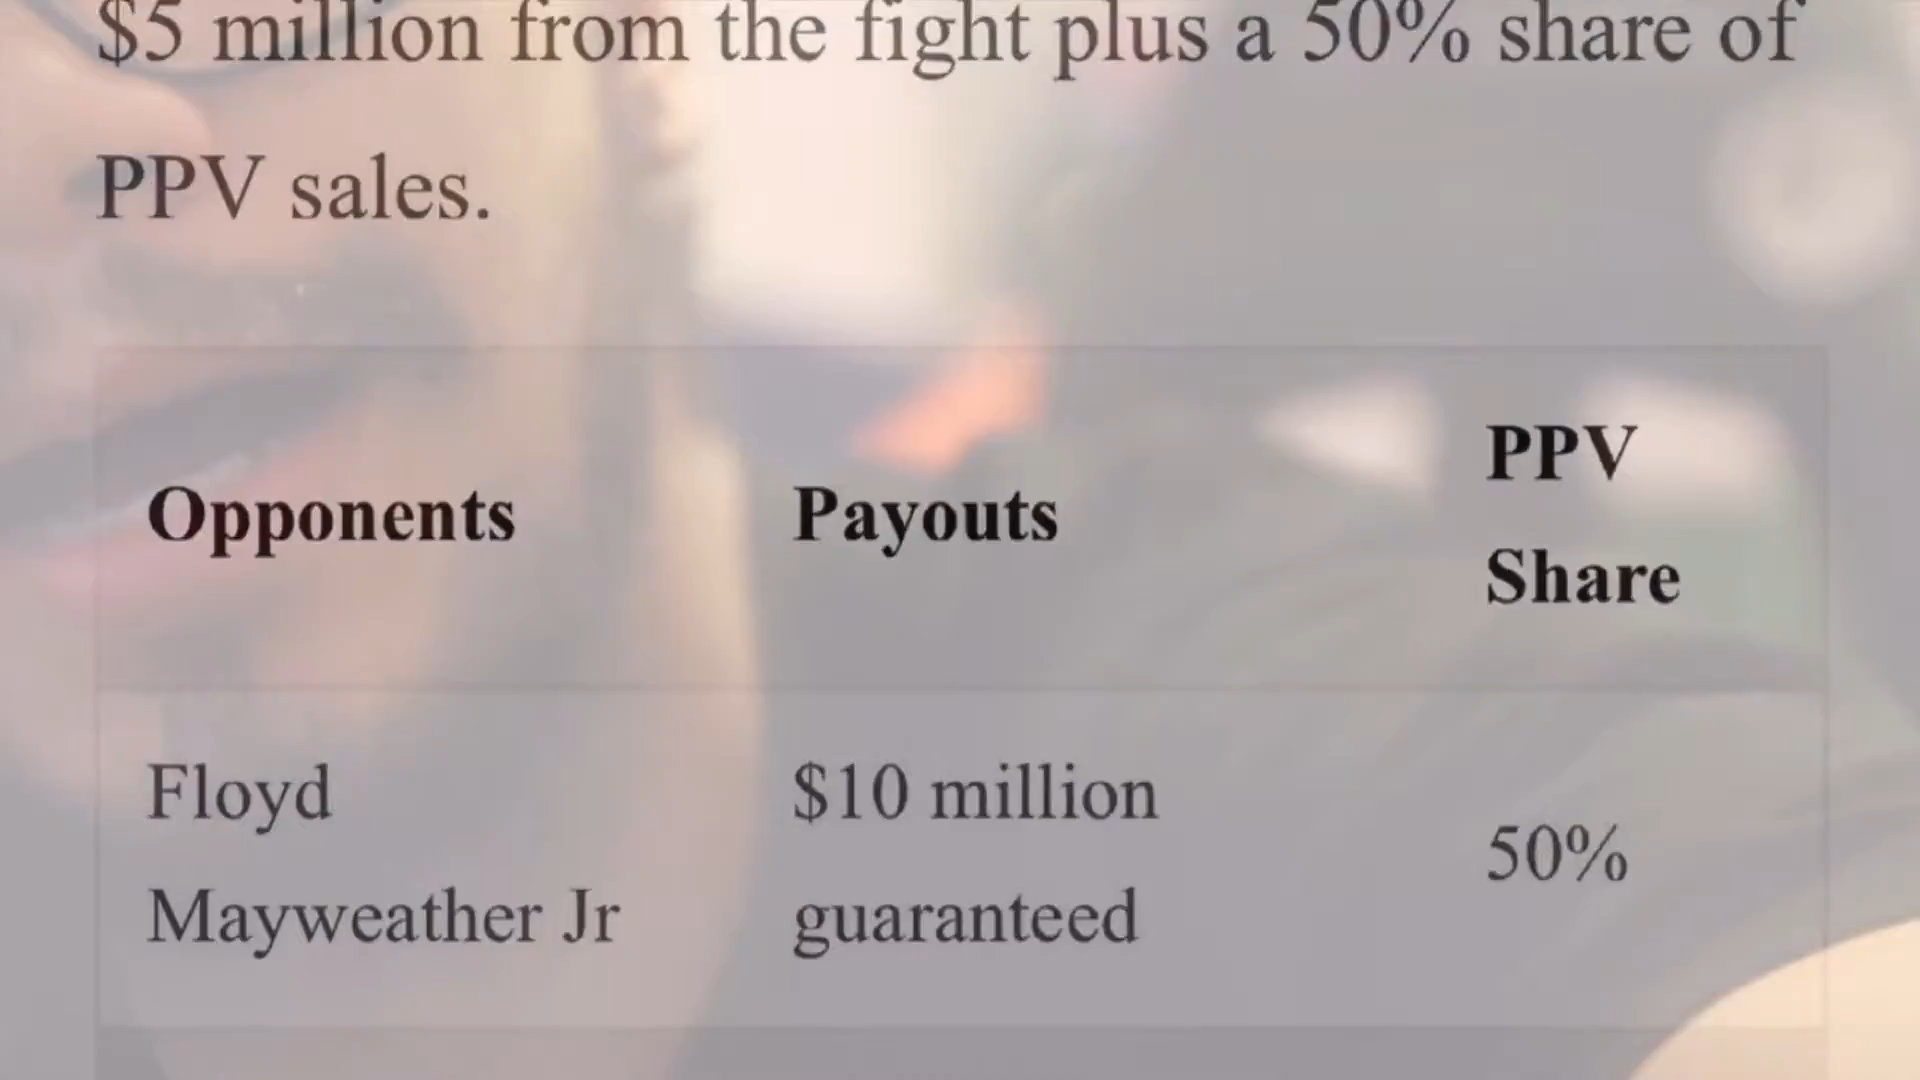 $5 million from the fight plus a 50% share of
PPV sales.
Opponents
Payouts
PPV
Share
Floyd
Mayweather Jr
$10 million
guaranteed
50%